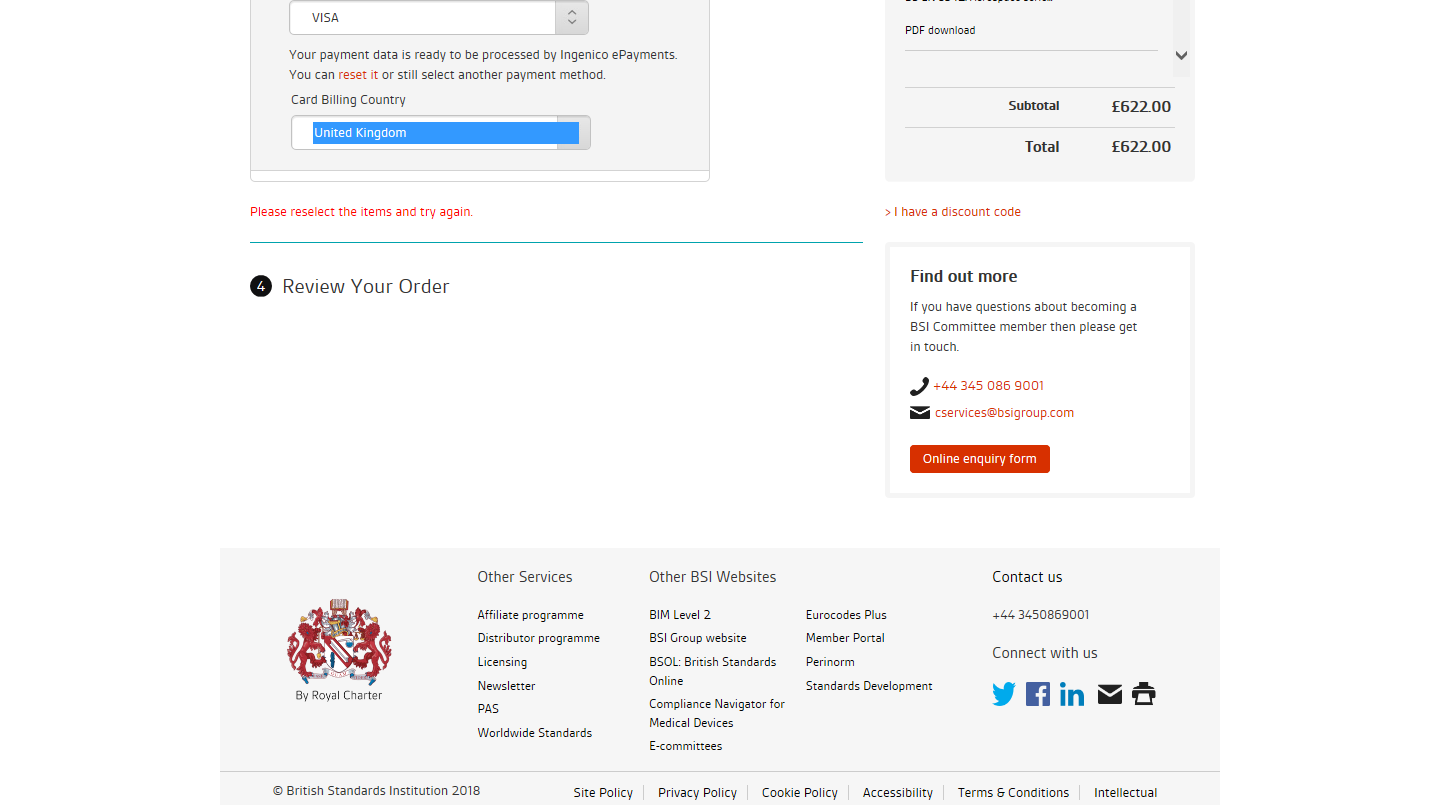 VISA
Your payment data is ready to be processed by Ingenico ePayments.
You can reset it or still select another payment method.
Card Billing Country
United Kingdom
Please reselect the items and try again.
4 Review Your Order
PDF download
Subtotal £622.00
Total £622.00
> I have a discount code
Find out more
If you have questions about becoming a
BSI Committee member then please get
in touch.
+44 345 086 9001
cservices@bsigroup.com
Online enquiry form
By Royal Charter
Other Services
Affiliate programme
Distributor programme
Licensing
Newsletter
PAS
Worldwide Standards
Other BSI Websites
BIM Level 2
BSI Group website
BSOL: British Standards
Online
Compliance Navigator for
Medical Devices
E-committees
Eurocodes Plus
Member Portal
Perinorm
Standards Development
Contact us
+44 3450869001
Connect with us
© British Standards Institution 2018
Site Policy Privacy Policy Cookie Policy Accessibility Terms & Conditions Intellectual